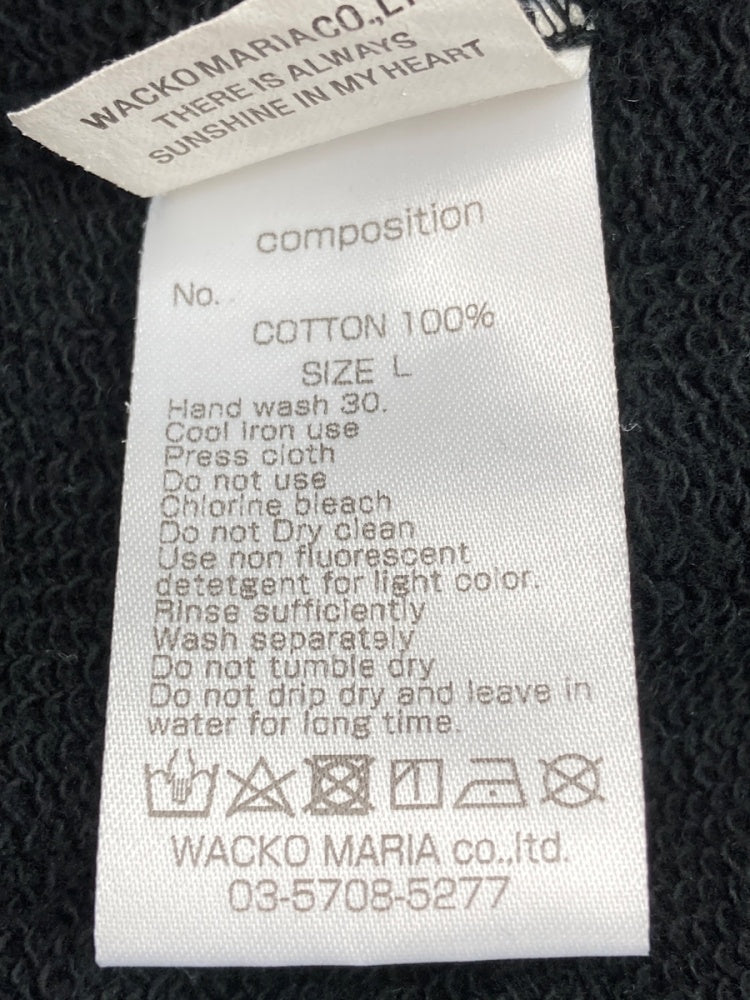 WACKOMARIACO.,LT
THERE IS ALWAYS
SUNSHINE IN MY HEART
composition
No.
COTTON 100%
SIZE L
Hand wash 30.
Cool Iron use
Press cloth
Do not use
Chlorine bleach
Do not Dry clean
Use non fluorescent
detetgent for light color.
Rinse sufficiently
Wash separately
Do not tumble dry
Do not drip dry and leave in
water for long time.
WACKO MARIA co.,ltd.
03-5708-5277